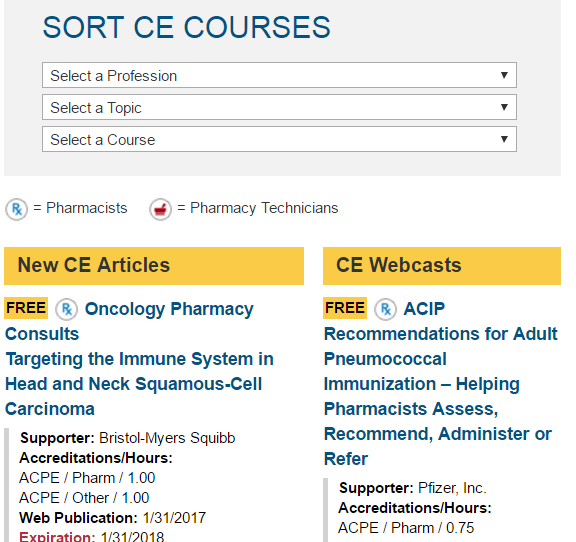 SORT CE COURSES
Select a Profession
Select a Topic
Select a Course
= Pharmacists = Pharmacy Technicians
New CE Articles
FREE Oncology Pharmacy
Consults
Targeting the Immune System in
Head and Neck Squamous-Cell
Carcinoma
Supporter: Bristol-Myers Squibb
Accreditations/Hours:
ACPE / Pharm / 1.00
ACPE / Other / 1.00
Web Publication: 1/31/2017
Expiration: 1/31/2018
CE Webcasts
FREE ACIP
Recommendations for Adult
Pneumococcal
Immunization – Helping
Pharmacists Assess,
Recommend, Administer or
Refer
Supporter: Pfizer, Inc.
Accreditations/Hours:
ACPE / Pharm / 0.75